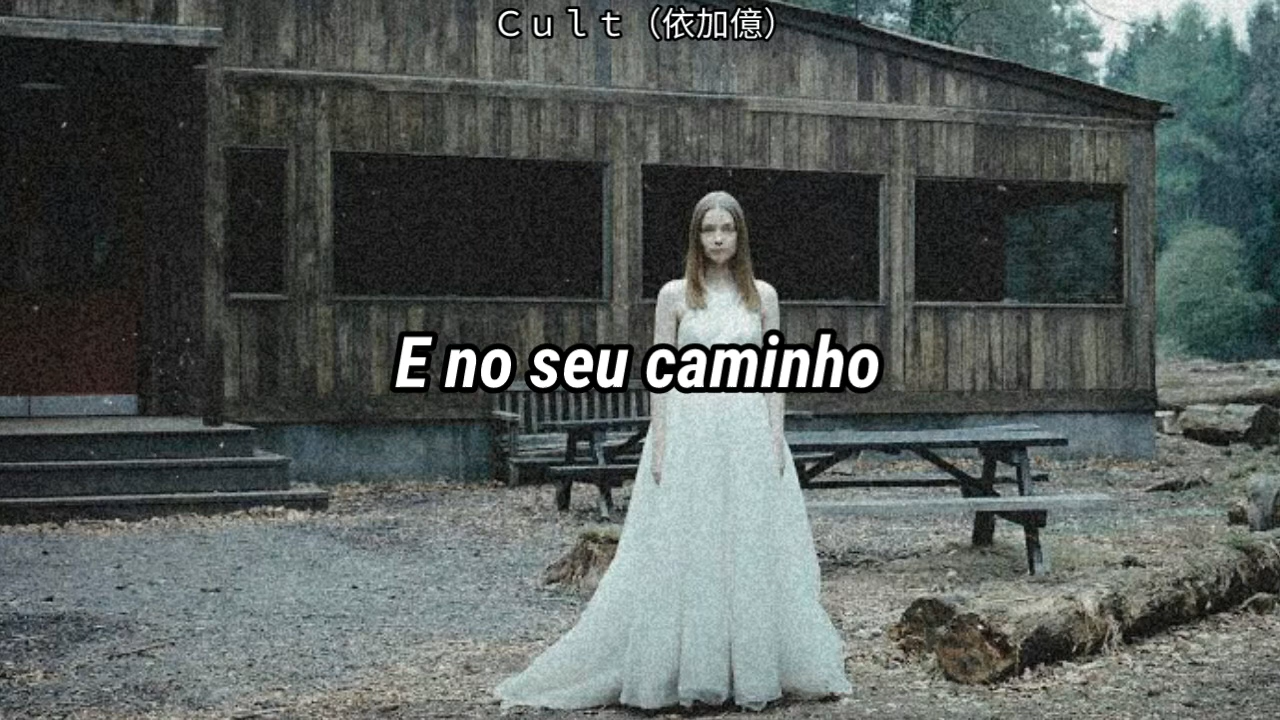 Ｃｕｌｔ（依加億）
E no seu caminho